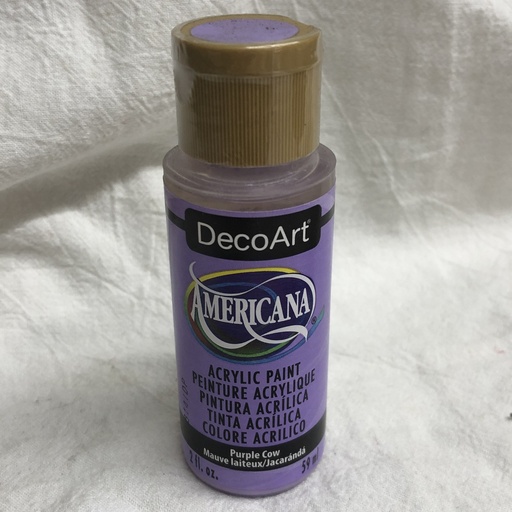 DecoArt®
AMERICANA®
ACRYLIC PAINT
PEINTURE ACRYLIQUE
PINTURA ACRÍLICA
TINTA ACRÍLICA
COLORE ACRILICO
Purple Cow
Mauve laiteux/Jacarándá
2 fl. oz. 59 ml